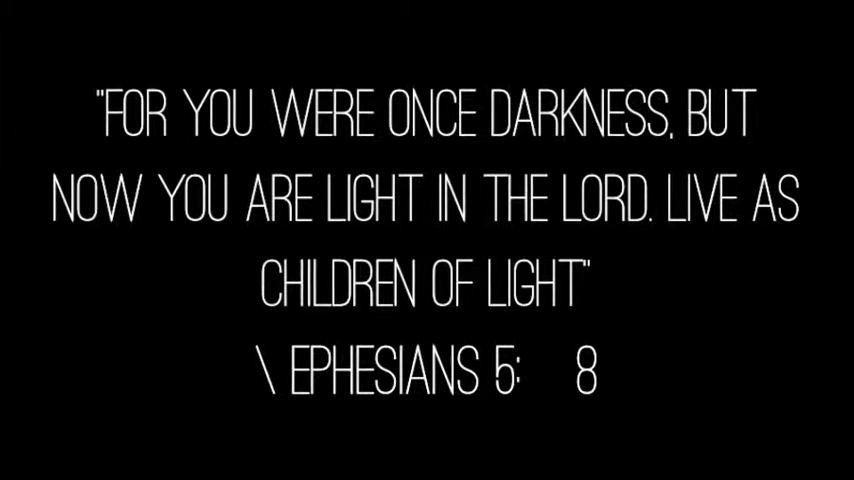 "FOR YOU WERE ONCE DARKNESS, BUT
NOW YOU ARE LIGHT IN THE LORD. LIVE AS
CHILDREN OF LIGHT"
\ EPHESIANS 5: 8